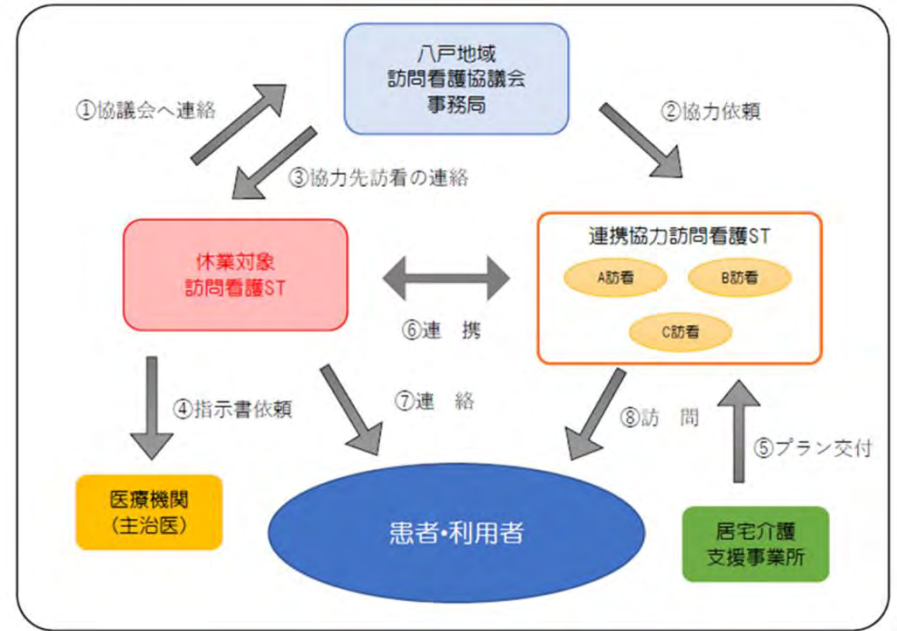 八戸地域
訪問看護協議会
事務局
①協議会へ連絡
②協力依頼
③協力先訪看の連絡
休業対象
訪問看護ST
連携協力訪問看護ST
A訪看
B訪看
C訪看
⑥連　携
④指示書依頼
⑦連　絡
⑧訪　問
⑤プラン交付
医療機関
(主治医)
患者・利用者
居宅介護
支援事業所